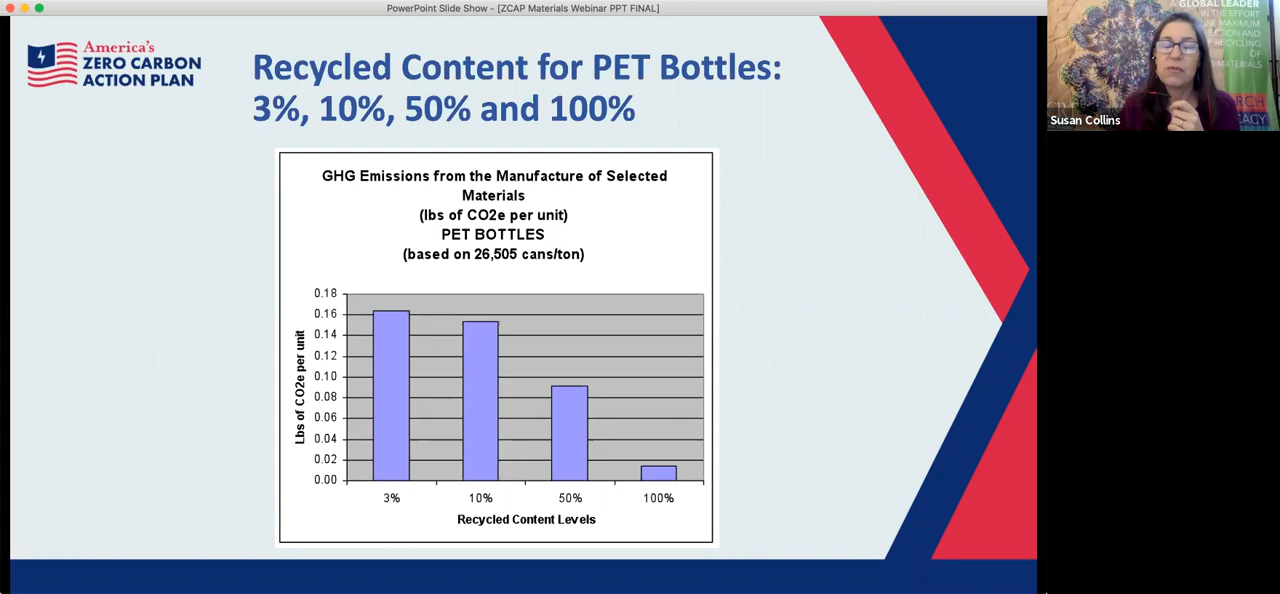 PowerPoint Slide Show - [ZCAP Materials Webinar PPT FINAL]
America's
ZERO CARBON
ACTION PLAN
Recycled Content for PET Bottles:
3%, 10%, 50% and 100%
GHG Emissions from the Manufacture of Selected
Materials
(lbs of CO2e per unit)
PET BOTTLES
(based on 26,505 cans/ton)
Lbs of CO2e per unit
0.18
0.16
0.14
0.12
0.10
0.08
0.06
0.04
0.02
0.00
3% 10% 50% 100%
Recycled Content Levels
A GLOBAL LEADER
IN THE EFFORT
MAXIMUM
AND
RECYCLING
OF
MATERIALS
Susan Collins